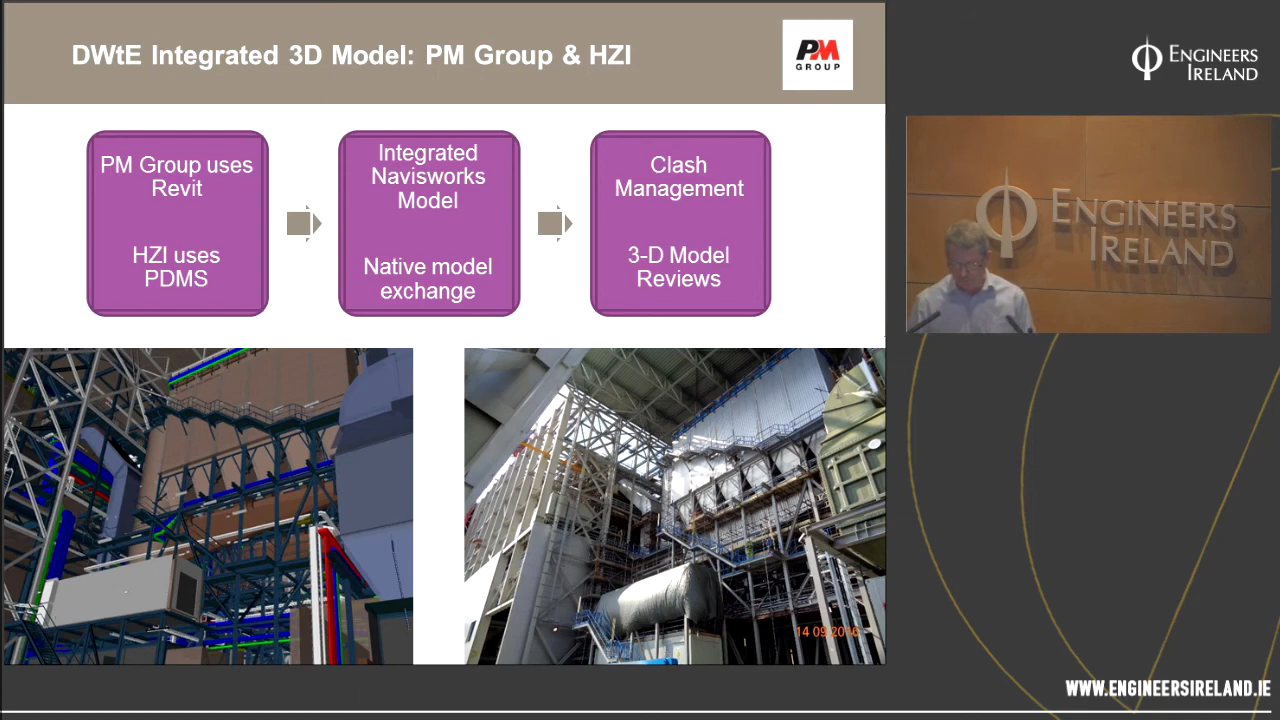 DWtE Integrated 3D Model: PM Group & HZI
PM
GROUP
ENGINEERS
IRELAND
PM Group uses
Revit
HZI uses
PDMS
Integrated
Navisworks
Model
Native model
exchange
Clash
Management
3-D Model
Reviews
ENGINEERS
IRELAND
14 09 2016
WWW.ENGINEERSIRELAND.IE